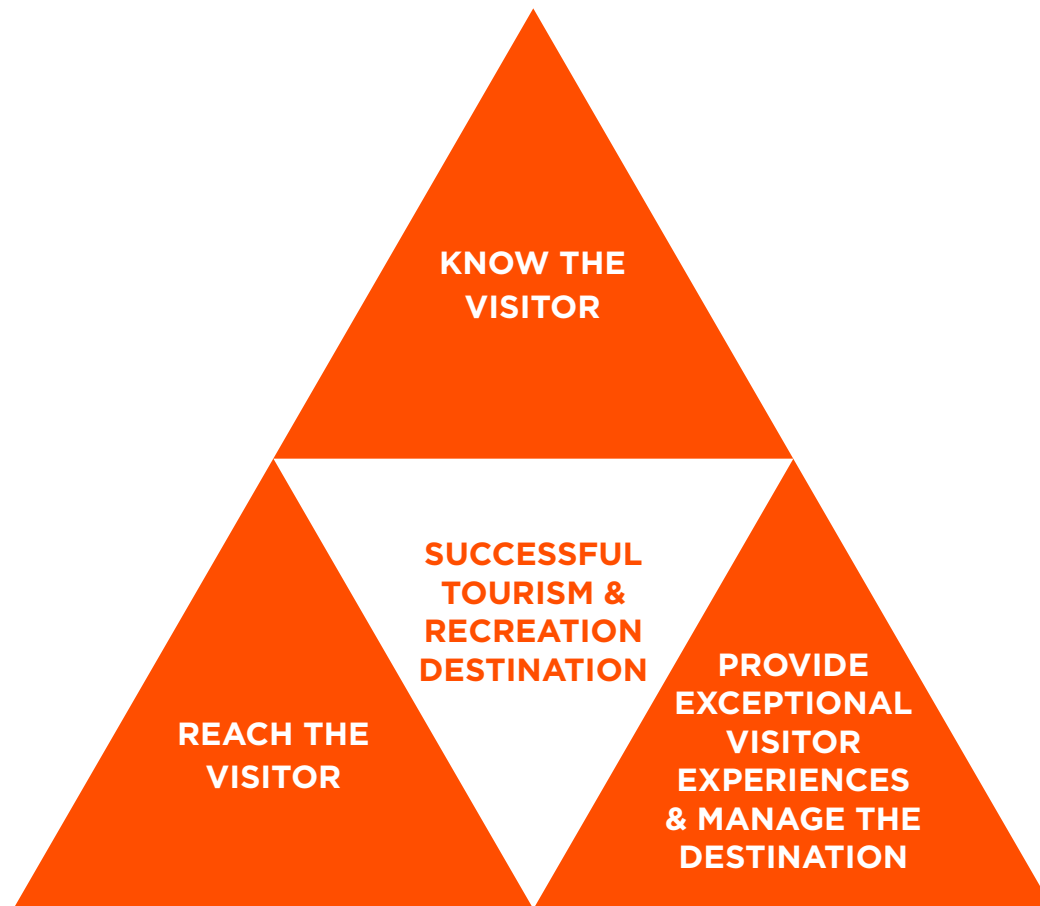 KNOW THE
VISITOR
SUCCESSFUL
TOURISM &
RECREATION
DESTINATION
REACH THE
VISITOR
PROVIDE
EXCEPTIONAL
VISITOR
EXPERIENCES
& MANAGE THE
DESTINATION